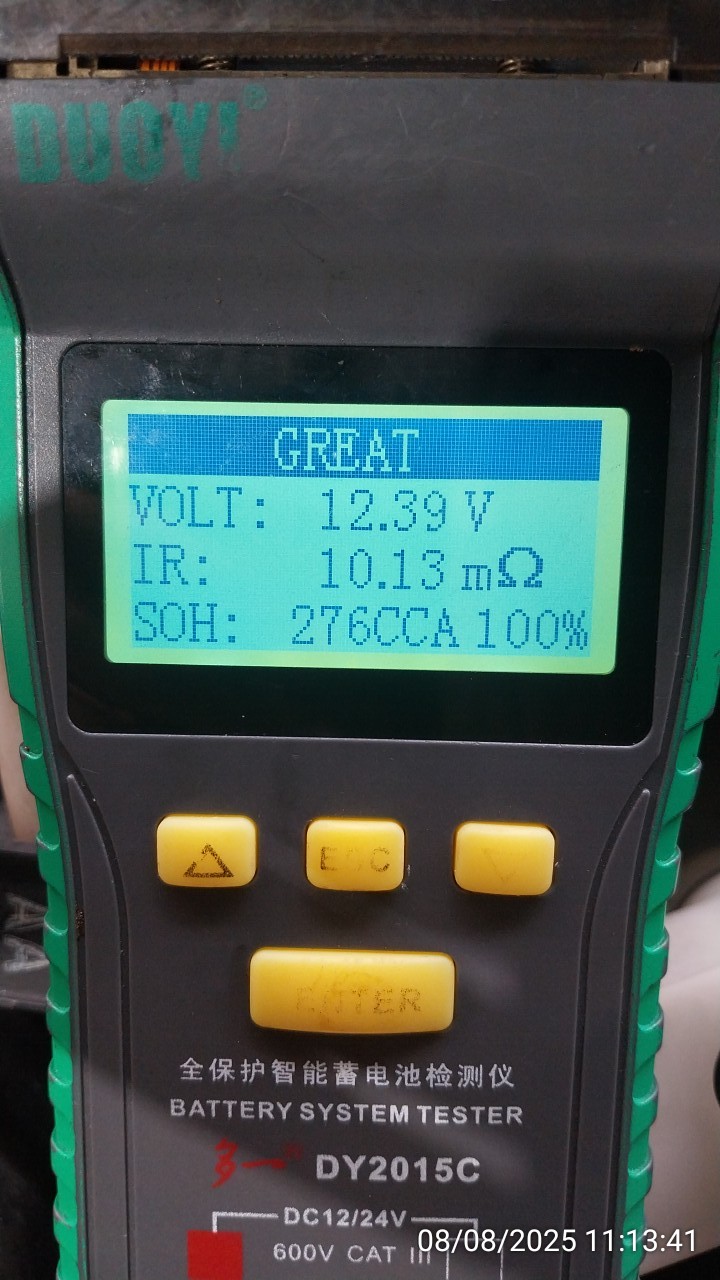 DUOYI®
GREAT
VOLT: 12.39 V
IR: 10.13 mΩ
SOH: 276CCA 100%
ESC
ENTER
全保护智能蓄电池检测仪
BATTERY SYSTEM TESTER
多一® DY2015C
DC12/24V
600V CAT III
08/08/2025 11:13:41